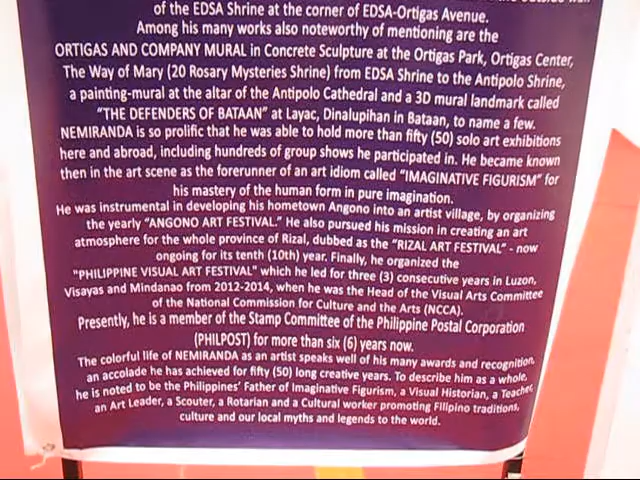 of the EDSA Shrine at the corner of EDSA-Ortigas Avenue.
Among his many works also noteworthy of mentioning are the
ORTIGAS AND COMPANY MURAL in Concrete Sculpture at the Ortigas Park, Ortigas Center,
The Way of Mary (20 Rosary Mysteries Shrine) from EDSA Shrine to the Antipolo Shrine,
a painting-mural at the altar of the Antipolo Cathedral and a 3D mural landmark called
"THE DEFENDERS OF BATAAN" at Layac, Dinalupihan in Bataan, to name a few.
NEMIRANDA is so prolific that he was able to hold more than fifty (50) solo art exhibitions
here and abroad, including hundreds of group shows he participated in. He became known
then in the art scene as the forerunner of an art idiom called "IMAGINATIVE FIGURISM" for
his mastery of the human form in pure imagination.
He was instrumental in developing his hometown Angono into an artist village, by organizing
the yearly "ANGONO ART FESTIVAL." He also pursued his mission in creating an art
atmosphere for the whole province of Rizal, dubbed as the "RIZAL ART FESTIVAL" - now
ongoing for its tenth (10th) year. Finally, he organized the
"PHILIPPINE VISUAL ART FESTIVAL" which he led for three (3) consecutive years in Luzon,
Visayas and Mindanao from 2012-2014, when he was the Head of the Visual Arts Committee
of the National Commission for Culture and the Arts (NCCA).
Presently, he is a member of the Stamp Committee of the Philippine Postal Corporation
(PHILPOST) for more than six (6) years now.
The colorful life of NEMIRANDA as an artist speaks well of his many awards and recognition,
an accolade he has achieved for fifty (50) long creative years. To describe him as a whole,
he is noted to be the Philippines' Father of Imaginative Figurism, a Visual Historian, a Teacher,
an Art Leader, a Scouter, a Rotarian and a Cultural worker promoting Filipino traditions,
culture and our local myths and legends to the world.